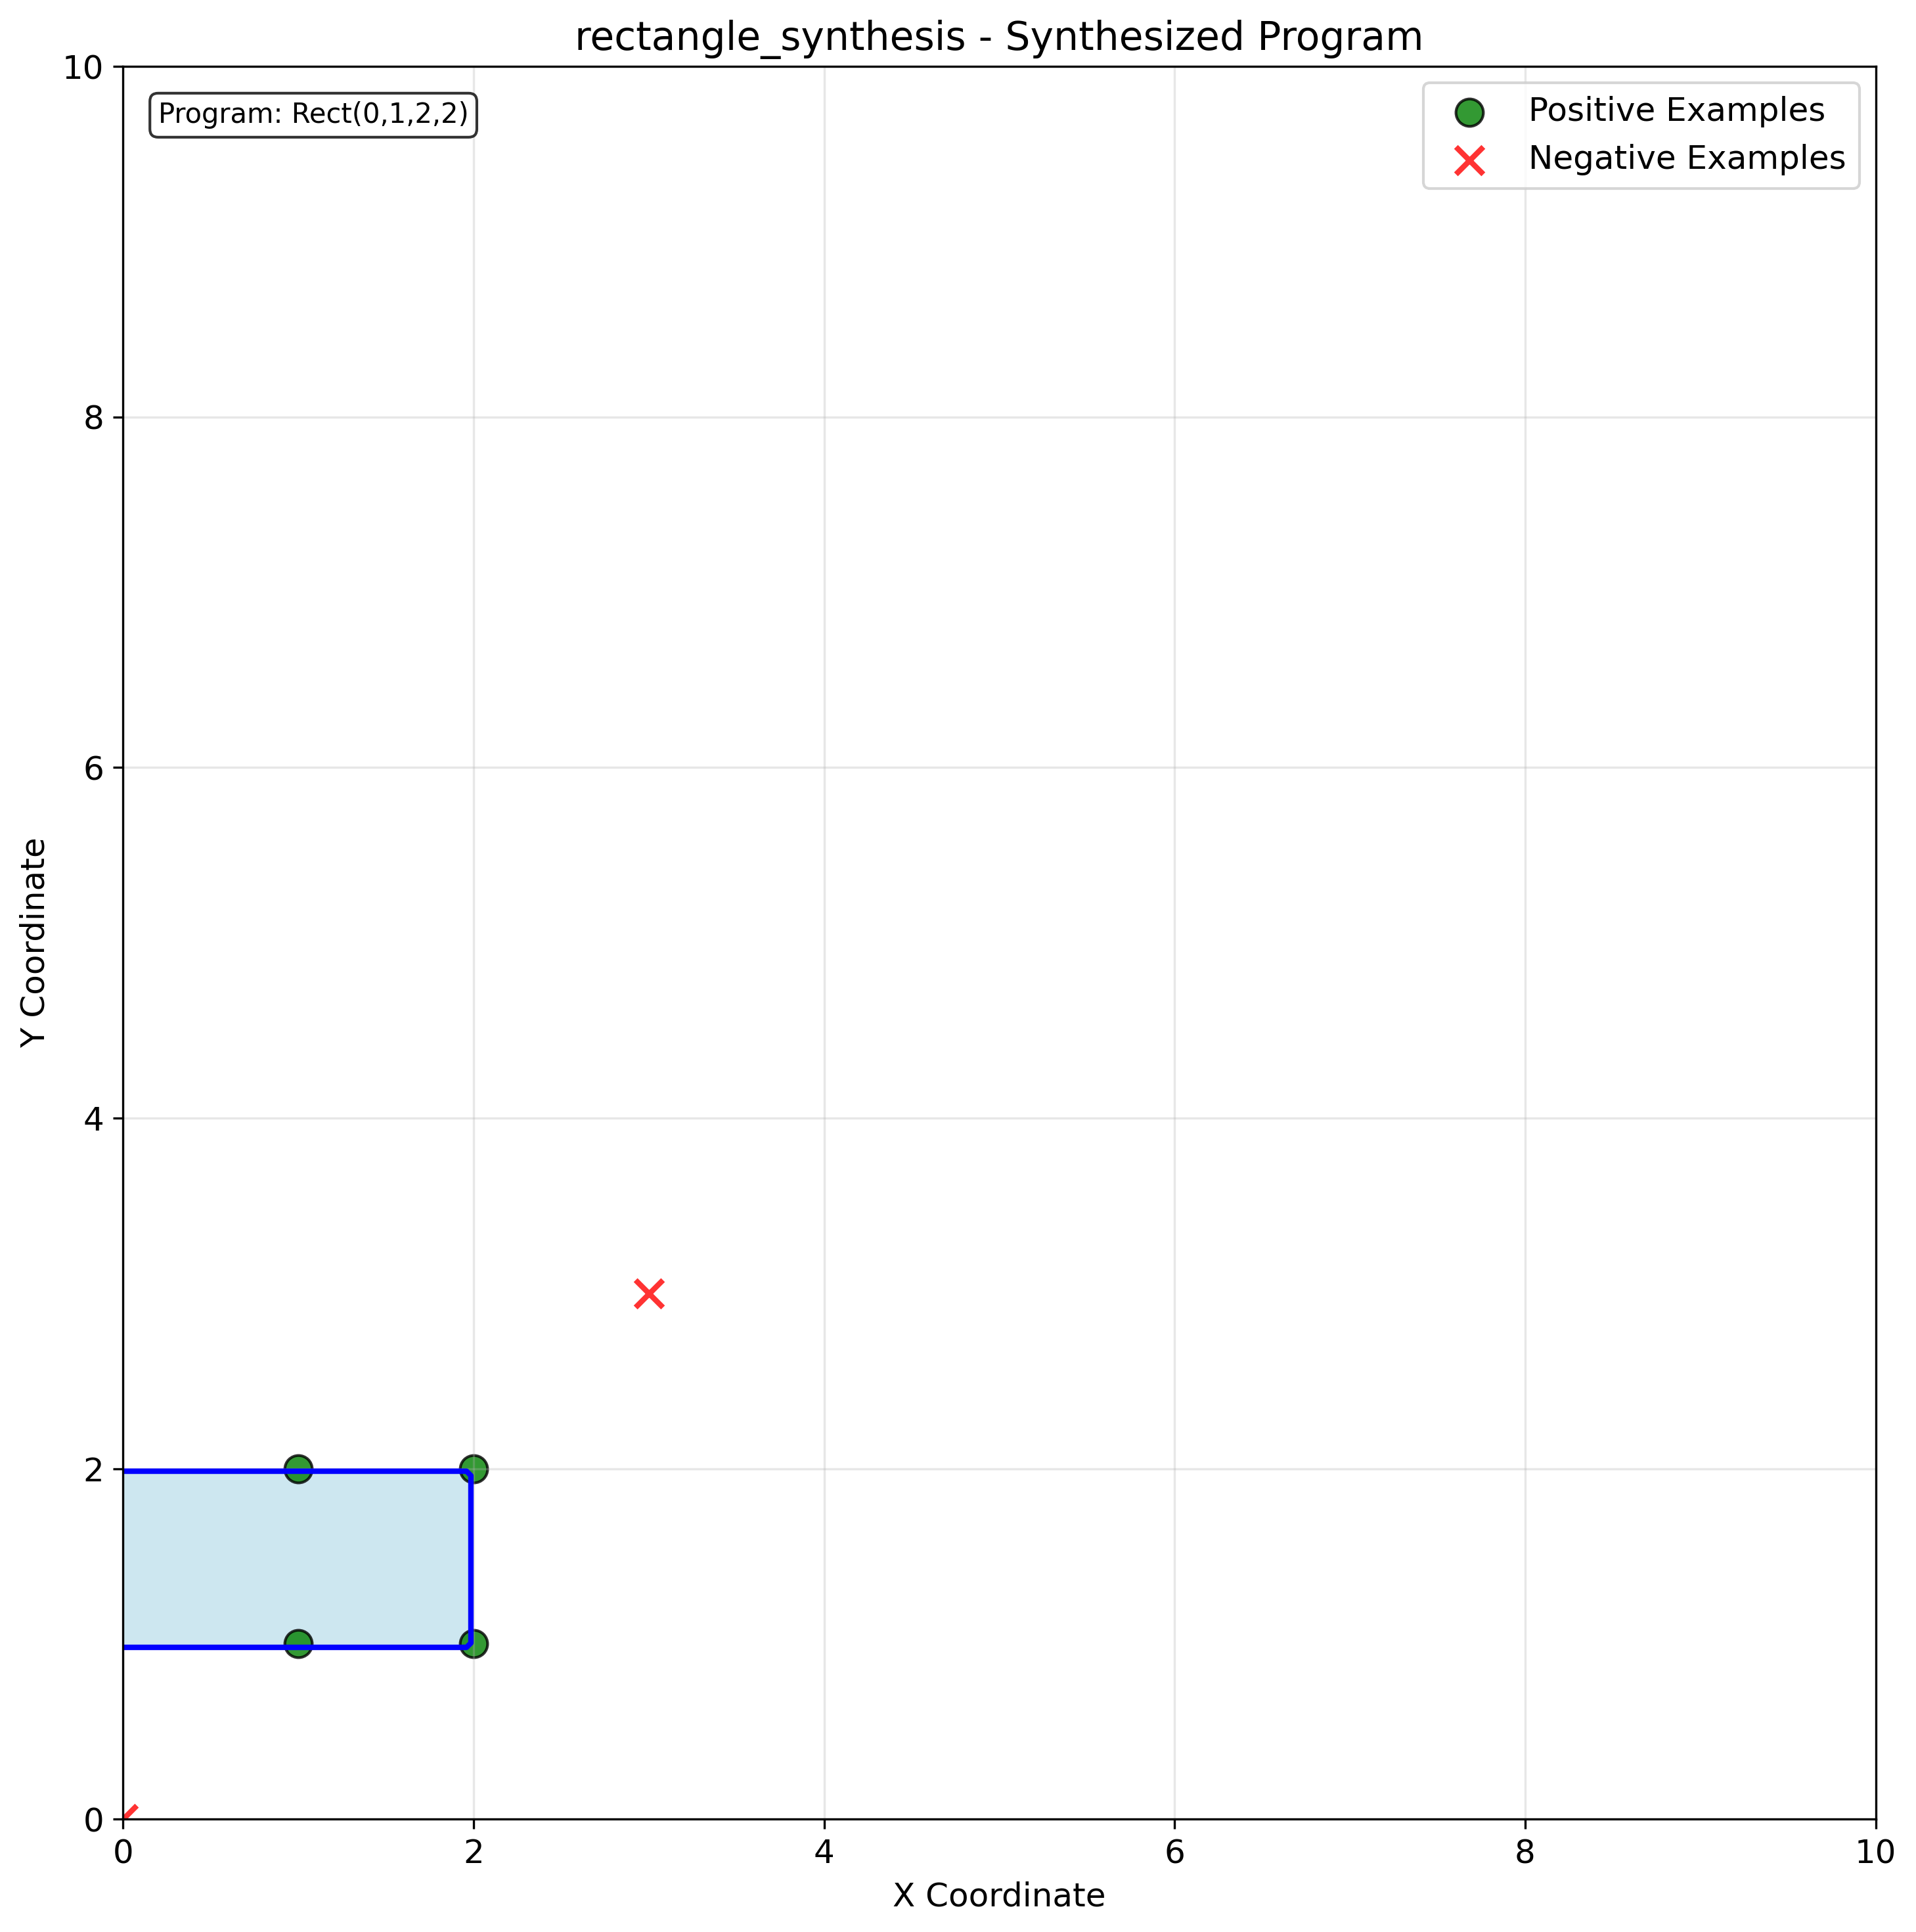 rectangle_synthesis - Synthesized Program
Program: Rect(0,1,2,2)
Positive Examples
Negative Examples
10
8
6
4
2
0
Y Coordinate
0 2 4 6 8 10
X Coordinate